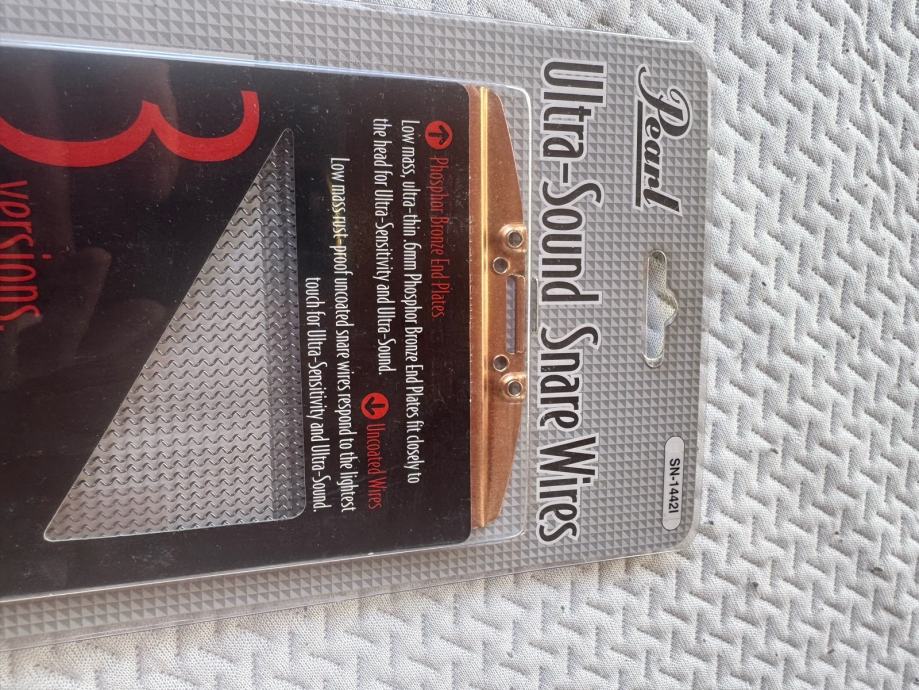 Pearl
SN-1442I
Ultra-Sound Snare Wires
Phosphor Bronze End Plates
Low mass, ultra-thin .6mm Phosphor Bronze End Plates fit closely to
the head for Ultra-Sensitivity and Ultra-Sound.
Uncoated Wires
Low mass rust-proof uncoated snare wires respond to the lightest
touch for Ultra-Sensitivity and Ultra-Sound.
3
versions.